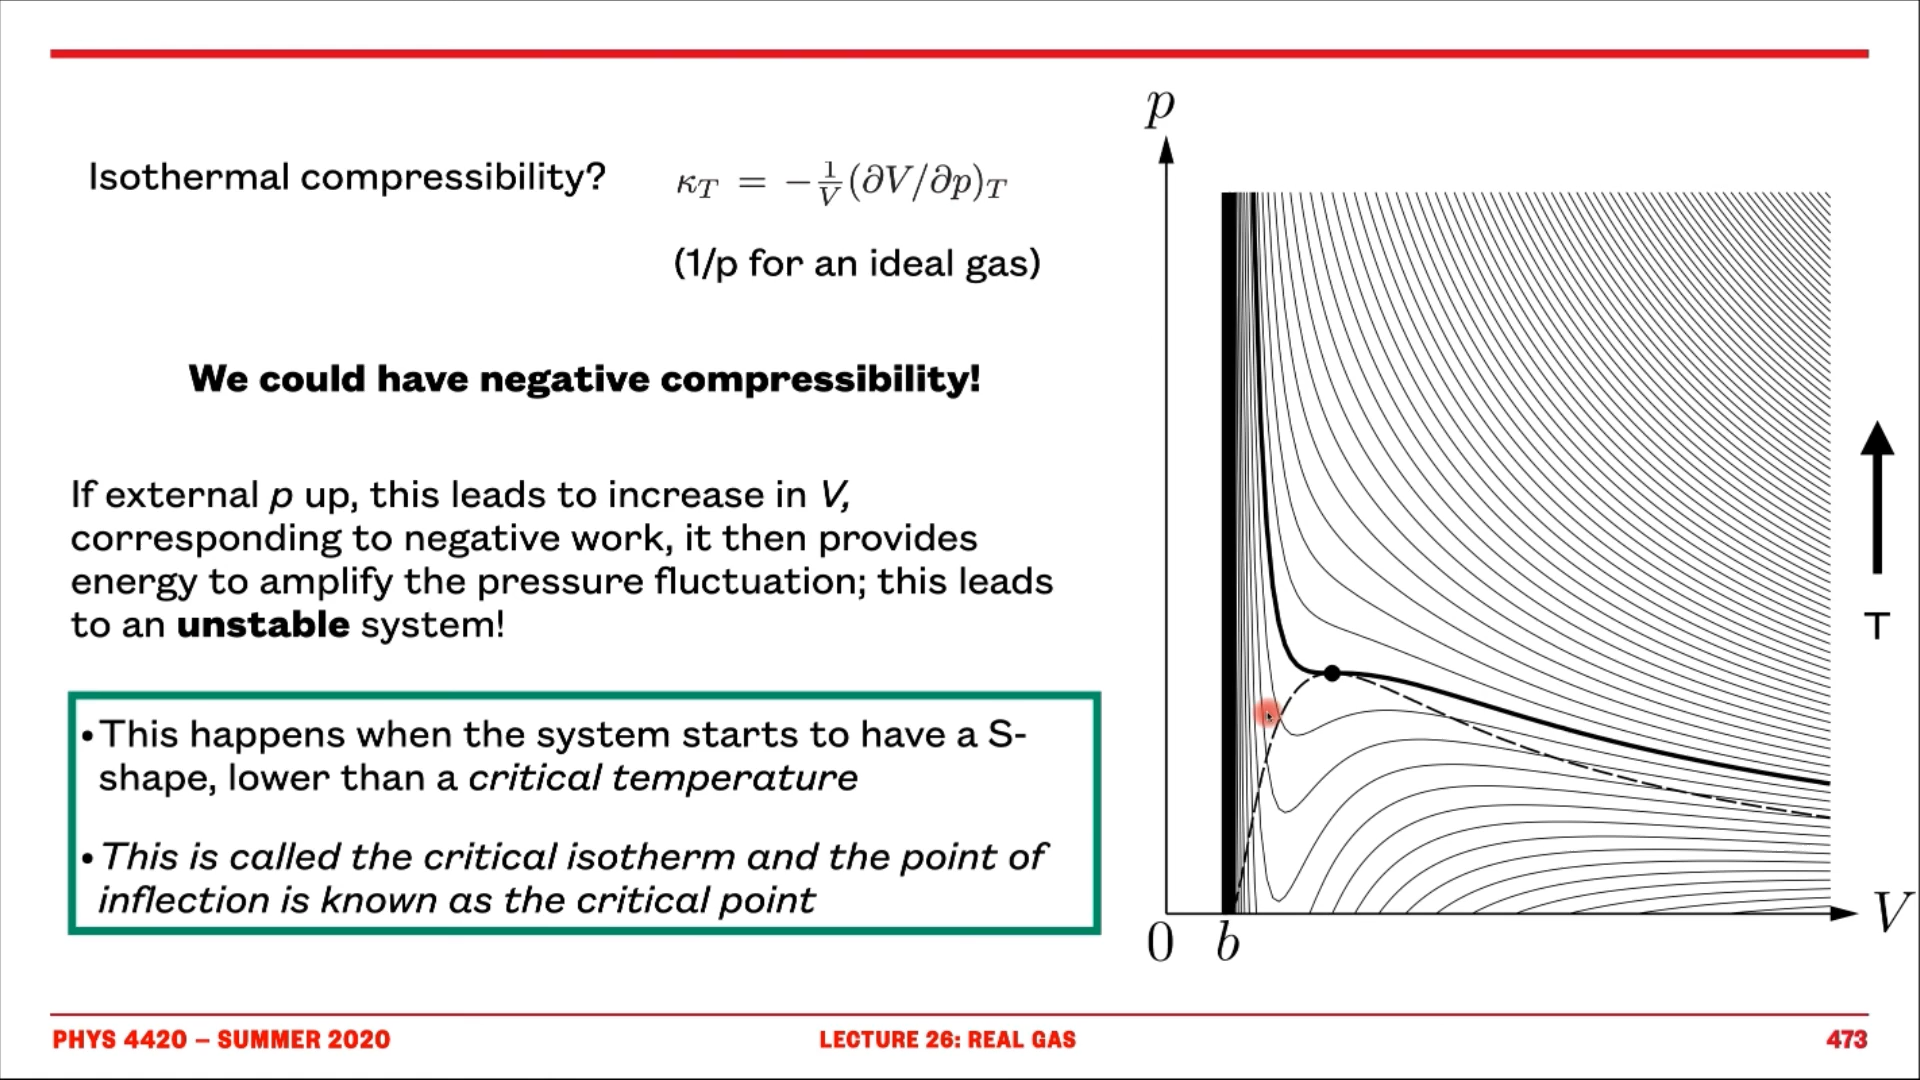 Isothermal compressibility?
κ_T = −1/V (∂V/∂p)_T
(1/p for an ideal gas)
We could have negative compressibility!
If external p up, this leads to increase in V,
corresponding to negative work, it then provides
energy to amplify the pressure fluctuation; this leads
to an unstable system!
•This happens when the system starts to have a S-
shape, lower than a critical temperature
•This is called the critical isotherm and the point of
inflection is known as the critical point
p
T
0
b
V
PHYS 4420 – SUMMER 2020
LECTURE 26: REAL GAS
473